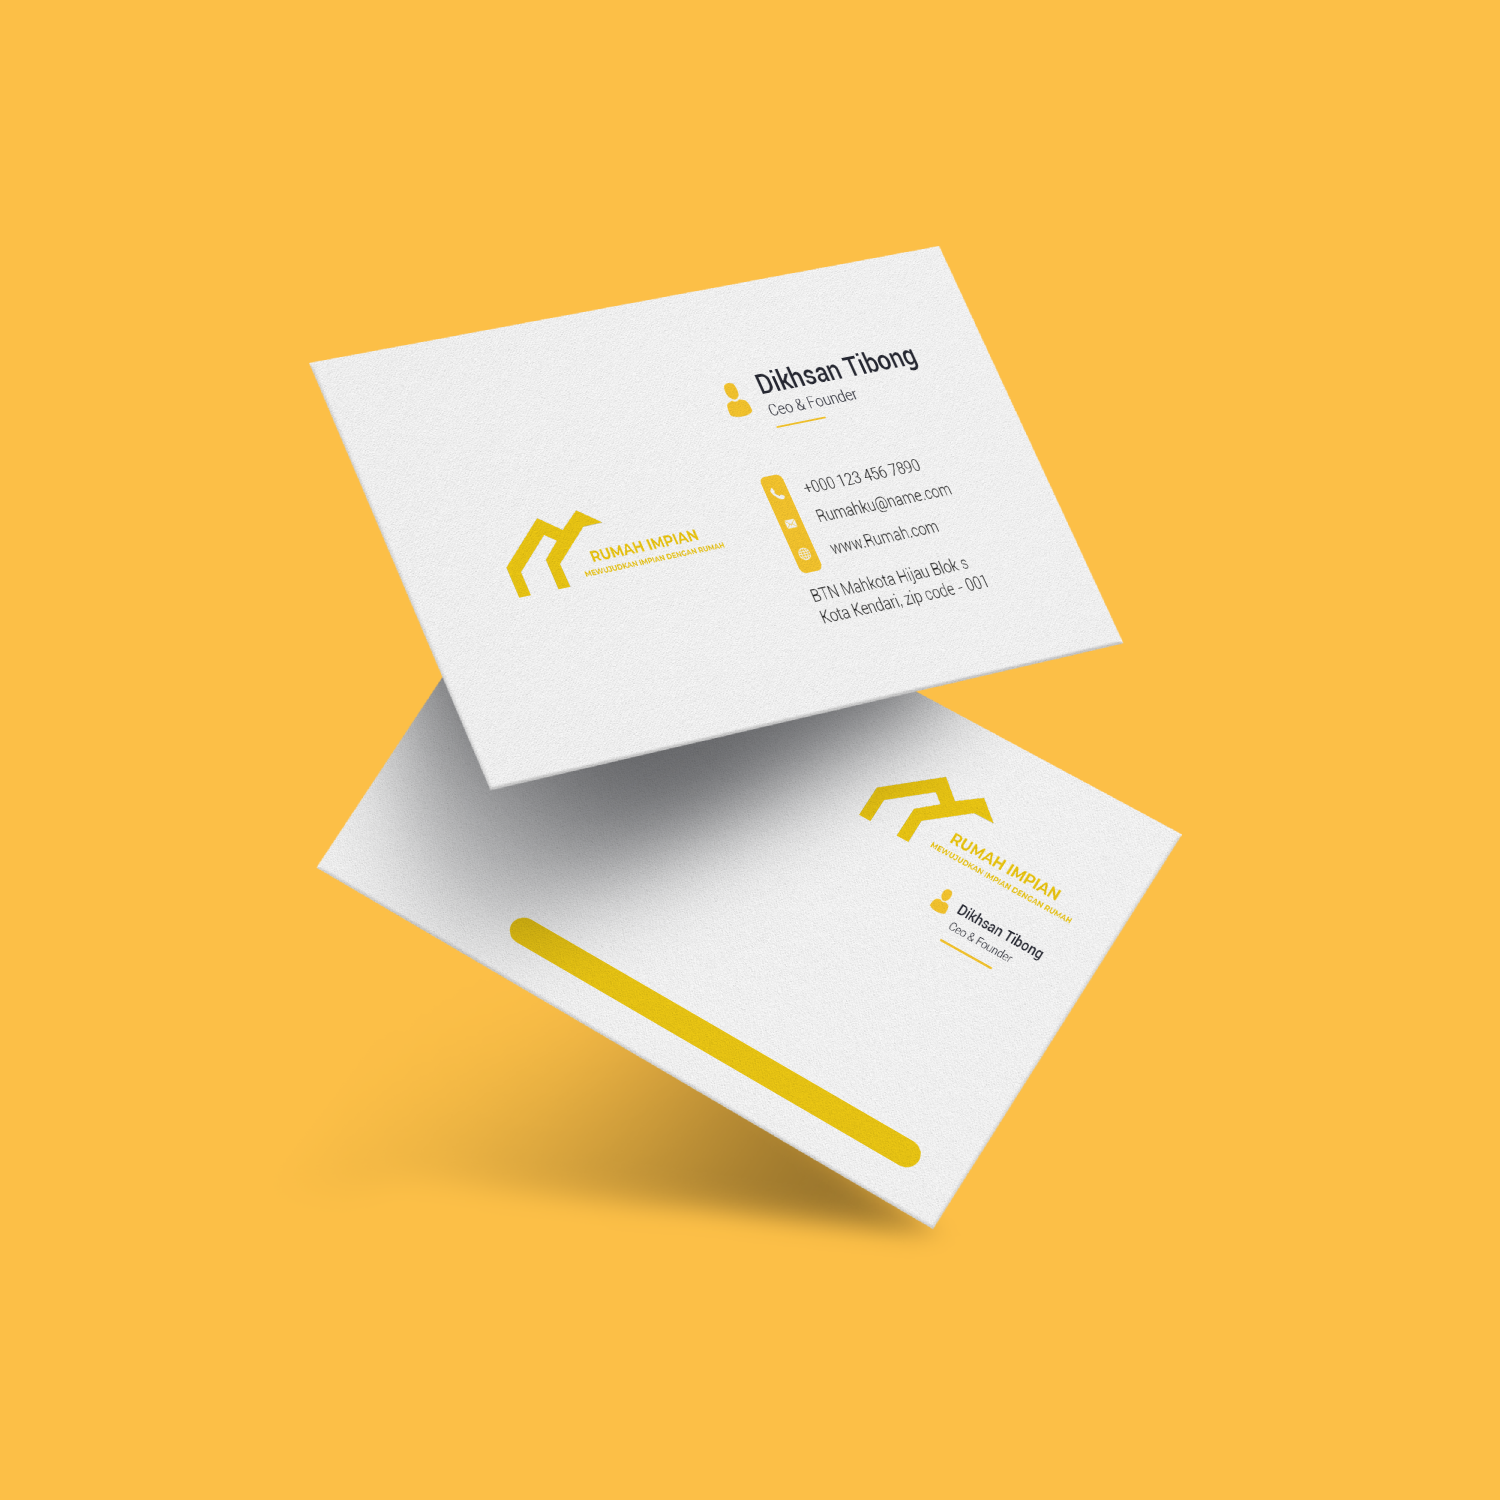 Dikhsan Tibong
Ceo & Founder
+000 123 456 7890
Rumahku@name.com
www.Rumah.com
BTN Mahkota Hijau Blok s
Kota Kendari, zip code - 001
RUMAH IMPIAN
MEWUJUDKAN IMPIAN DENGAN RUMAH
RUMAH IMPIAN
MEWUJUDKAN IMPIAN DENGAN RUMAH
Dikhsan Tibong
Ceo & Founder